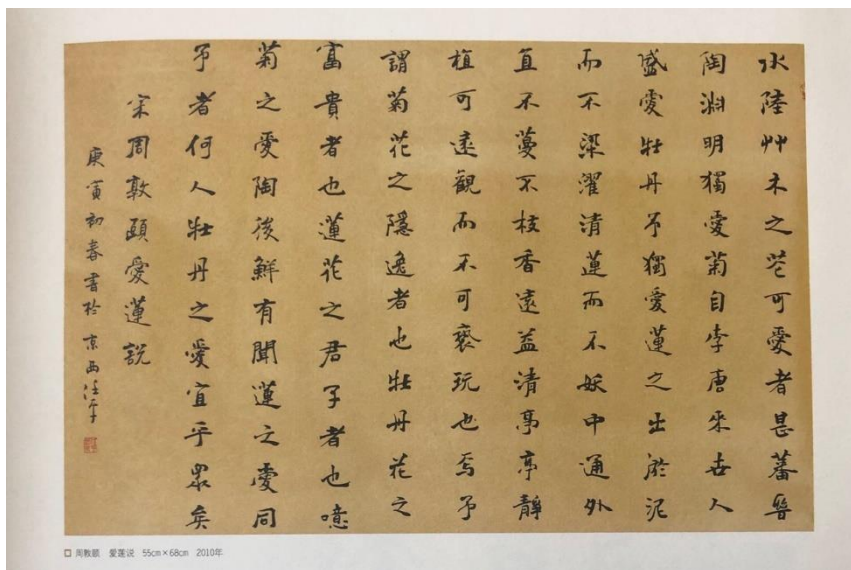 水陸艸木之花可愛者甚蕃晉
陶淵明獨愛菊自李唐來世人
盛愛牡丹予獨愛蓮之出淤泥
而不染濯清蓮而不妖中通外
直不蔓不枝香遠益清亭亭靜
植可遠觀而不可褻玩也焉予
謂菊花之隱逸者也牡丹花之
富貴者也蓮花之君子者也噫
菊之愛陶後鮮有聞蓮之愛同
予者何人牡丹之愛宜乎眾矣
宋周敦頤愛蓮説
庚寅初春書於京西
周敦颐 爱莲说 55cm×68cm 2010年